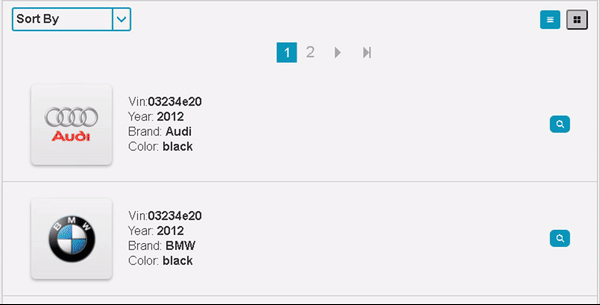 Sort By
1 2
Audi
Vin:03234e20
Year: 2012
Brand: Audi
Color: black
BMW
Vin:03234e20
Year: 2012
Brand: BMW
Color: black